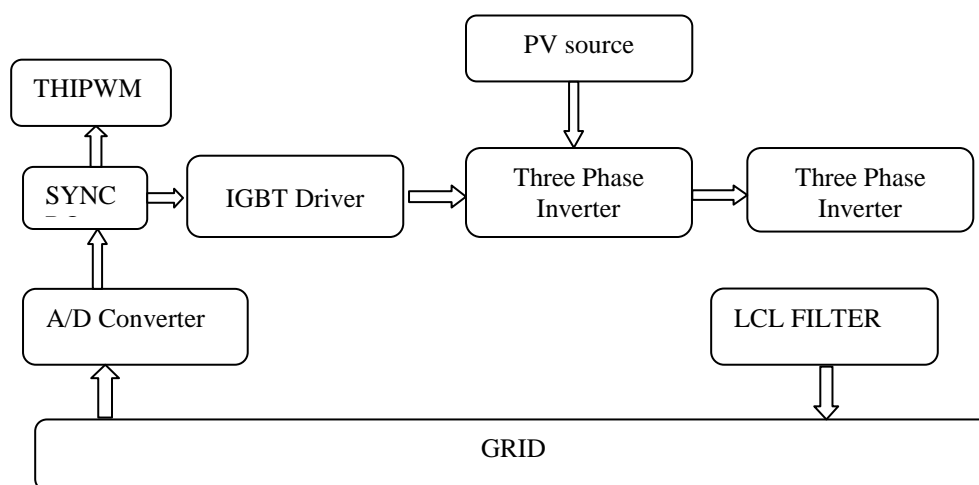 PV source
THIPWM
SYNC
IGBT Driver
Three Phase
Inverter
Three Phase
Inverter
A/D Converter
LCL FILTER
GRID